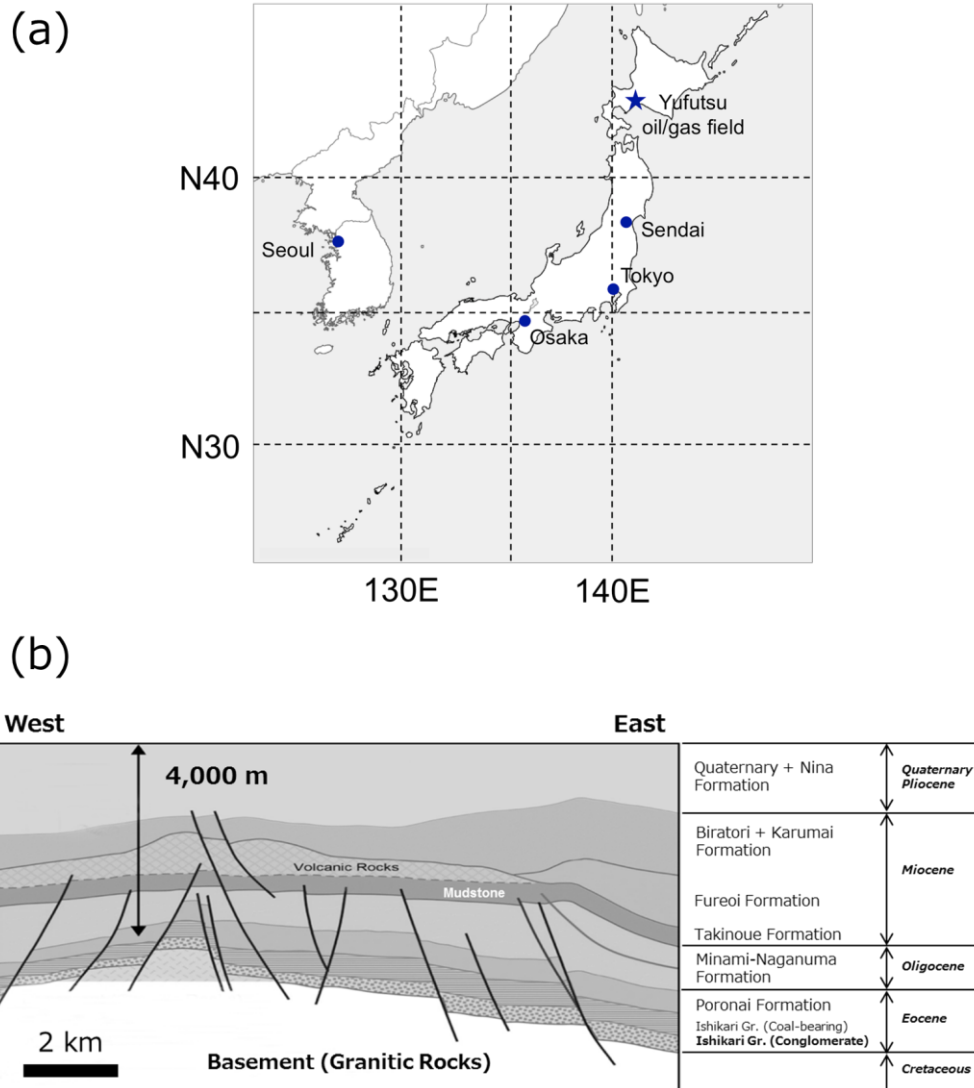 (a)
Yufutsu
oil/gas field
N40
Sendai
Seoul
Tokyo
Osaka
N30
130E
140E
(b)
West
East
4,000 m
Volcanic Rocks
Mudstone
2 km
Basement (Granitic Rocks)
Quaternary + Nina
Formation
Quaternary
Pliocene
Biratori + Karumai
Formation
Miocene
Fureoi Formation
Takinoue Formation
Minami-Naganuma
Formation
Oligocene
Poronai Formation
Ishikari Gr. (Coal-bearing)
Ishikari Gr. (Conglomerate)
Eocene
Cretaceous